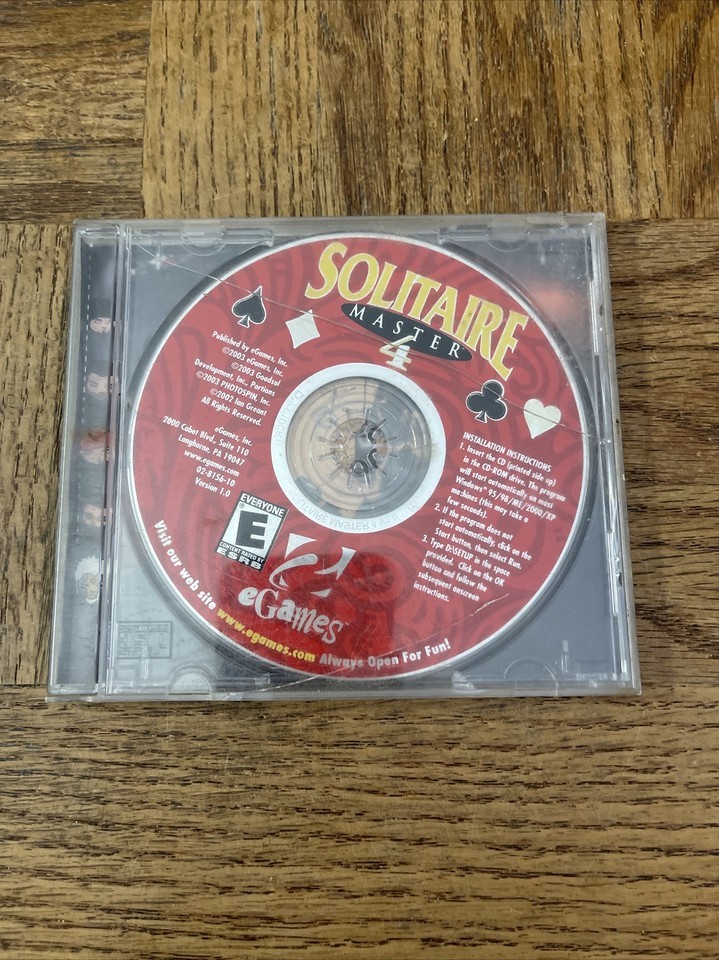 SOLITAIRE
MASTER
4
Published by eGames, Inc.
©2003 eGames, Inc.
©2003 Goodsol
Development, Inc. Portions
©2003 PHOTOSPIN, Inc.
©2002 Ian Grant
All Rights Reserved.
eGames, Inc.
2000 Cabot Blvd., Suite 110
Langhorne, PA 19047
www.egames.com
02-8156-10
Version 1.0
INSTALLATION INSTRUCTIONS
1. Insert the CD (printed side up)
in the CD-ROM drive. The program
will start automatically on most
Windows® 95/98/ME/2000/XP
machines (this may take a
few seconds).
2. If the program does not
start automatically, click on the
Start button, then select Run.
3. Type D:\SETUP in the space
provided. Click on the OK
button and follow the
subsequent onscreen
instructions.
EVERYONE
E
CONTENT RATED BY
ESRB
eGames
Visit our web site www.egames.com Always Open For Fun!